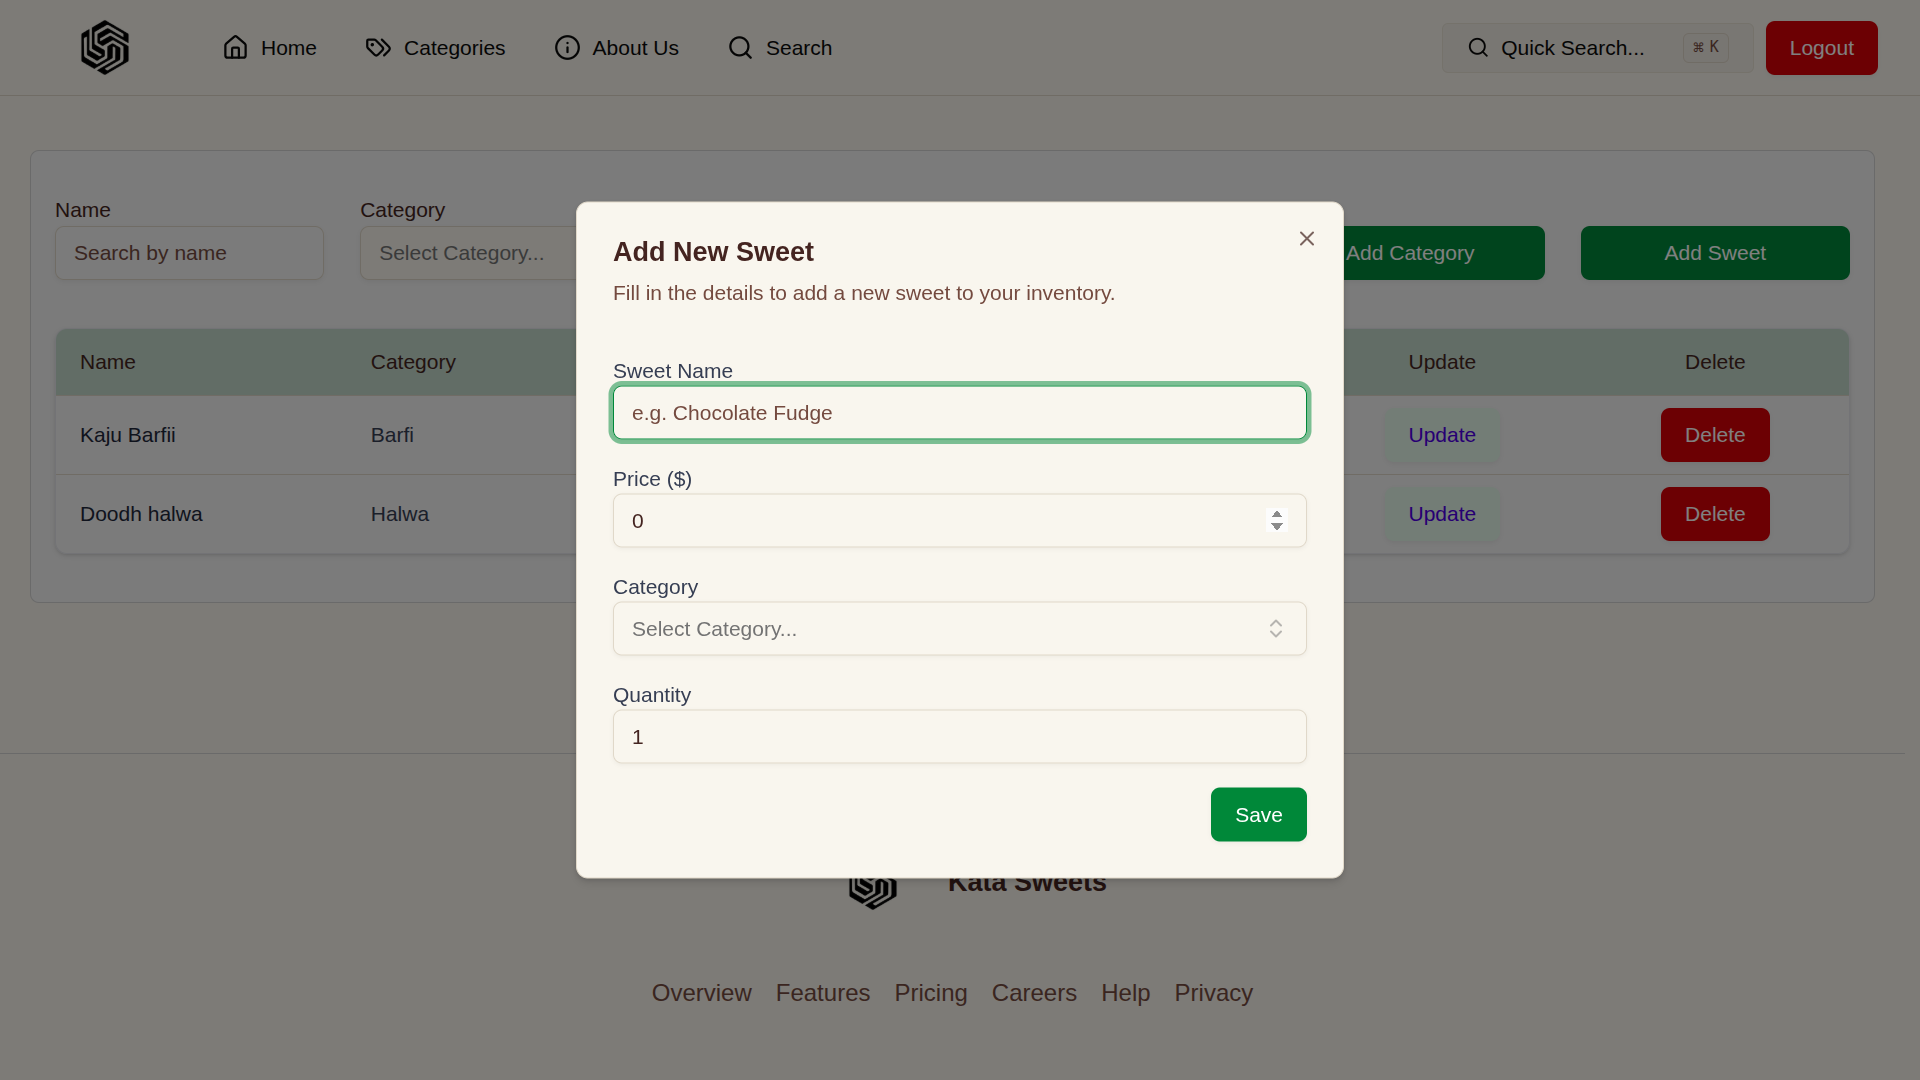 Home Categories About Us Search Quick Search... ⌘ K Logout
Name Category
Search by name Select Category... Add Category Add Sweet
Name Category Update Delete
Kaju Barfii Barfi Update Delete
Doodh halwa Halwa Update Delete
Add New Sweet
Fill in the details to add a new sweet to your inventory.
Sweet Name
e.g. Chocolate Fudge
Price ($)
0
Category
Select Category...
Quantity
1
Save
Kata Sweets
Overview Features Pricing Careers Help Privacy